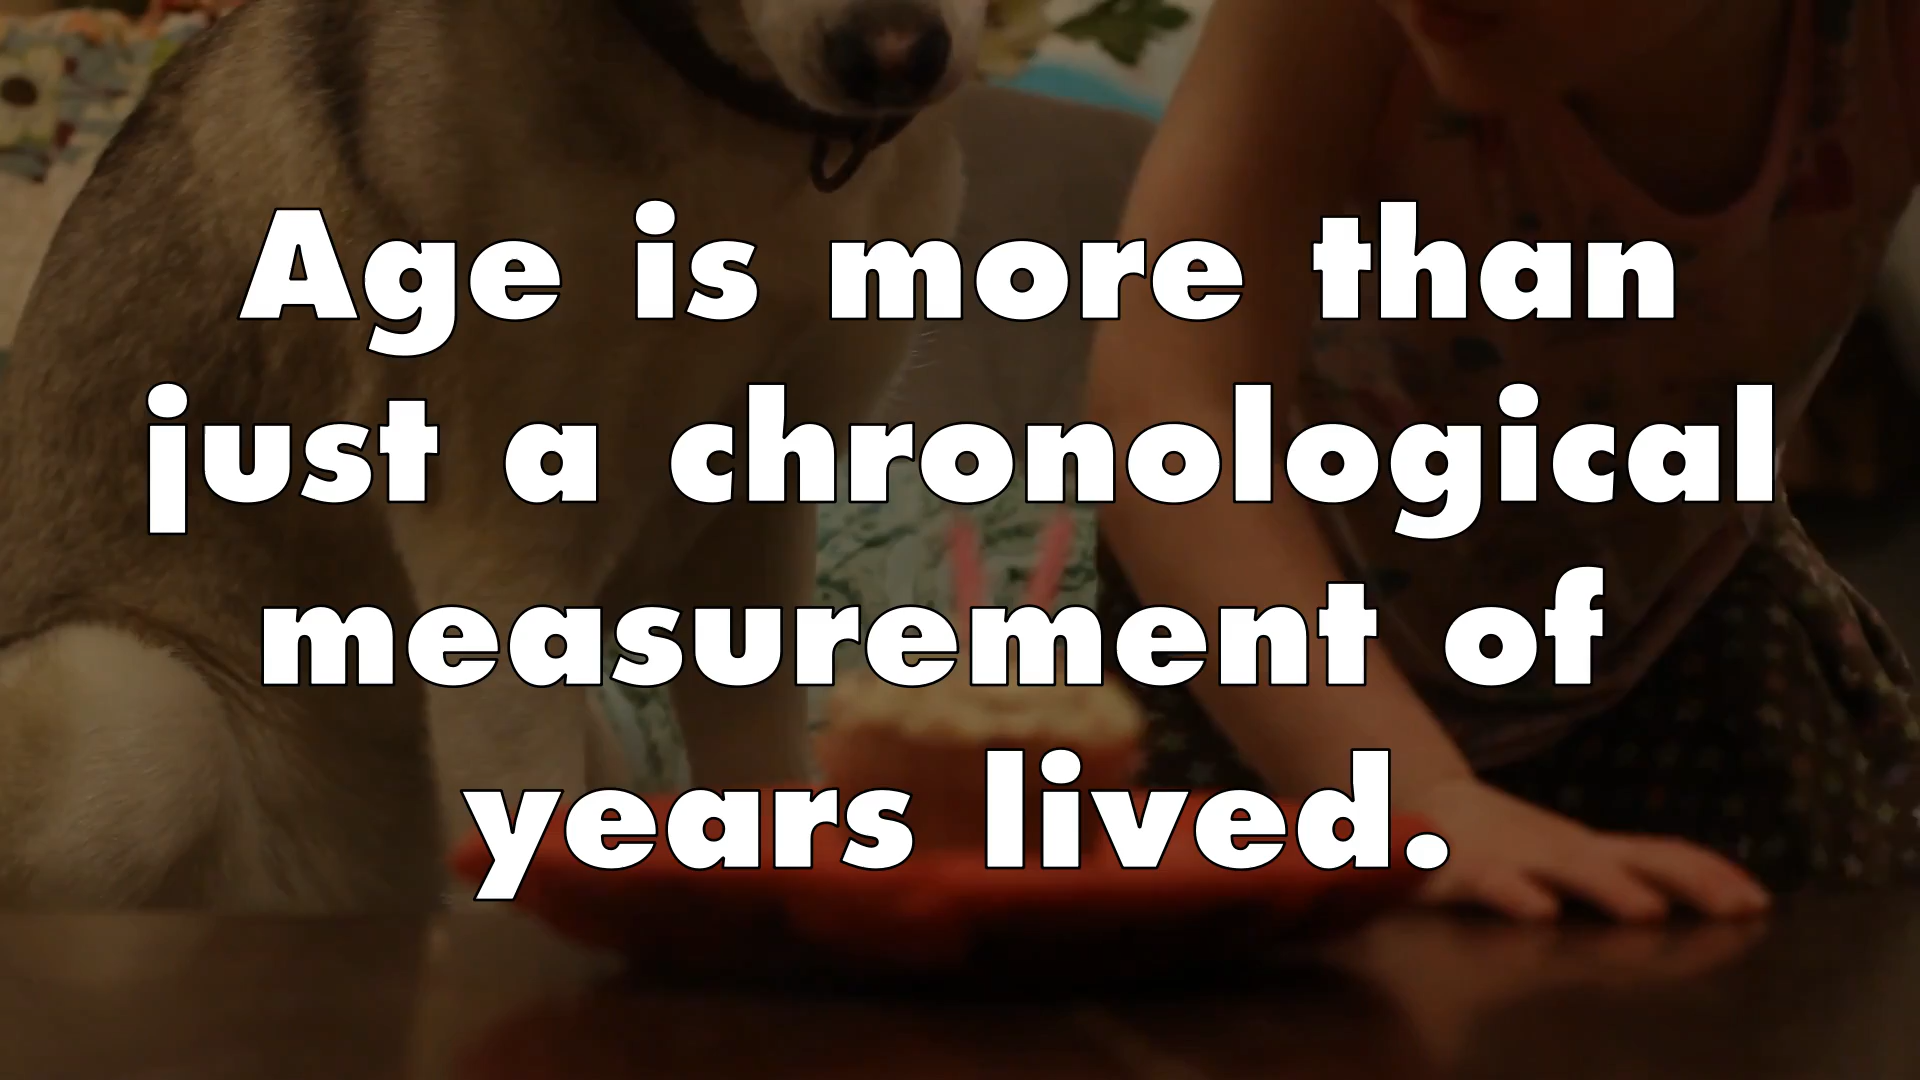 Age is more than
just a chronological
measurement of
years lived.